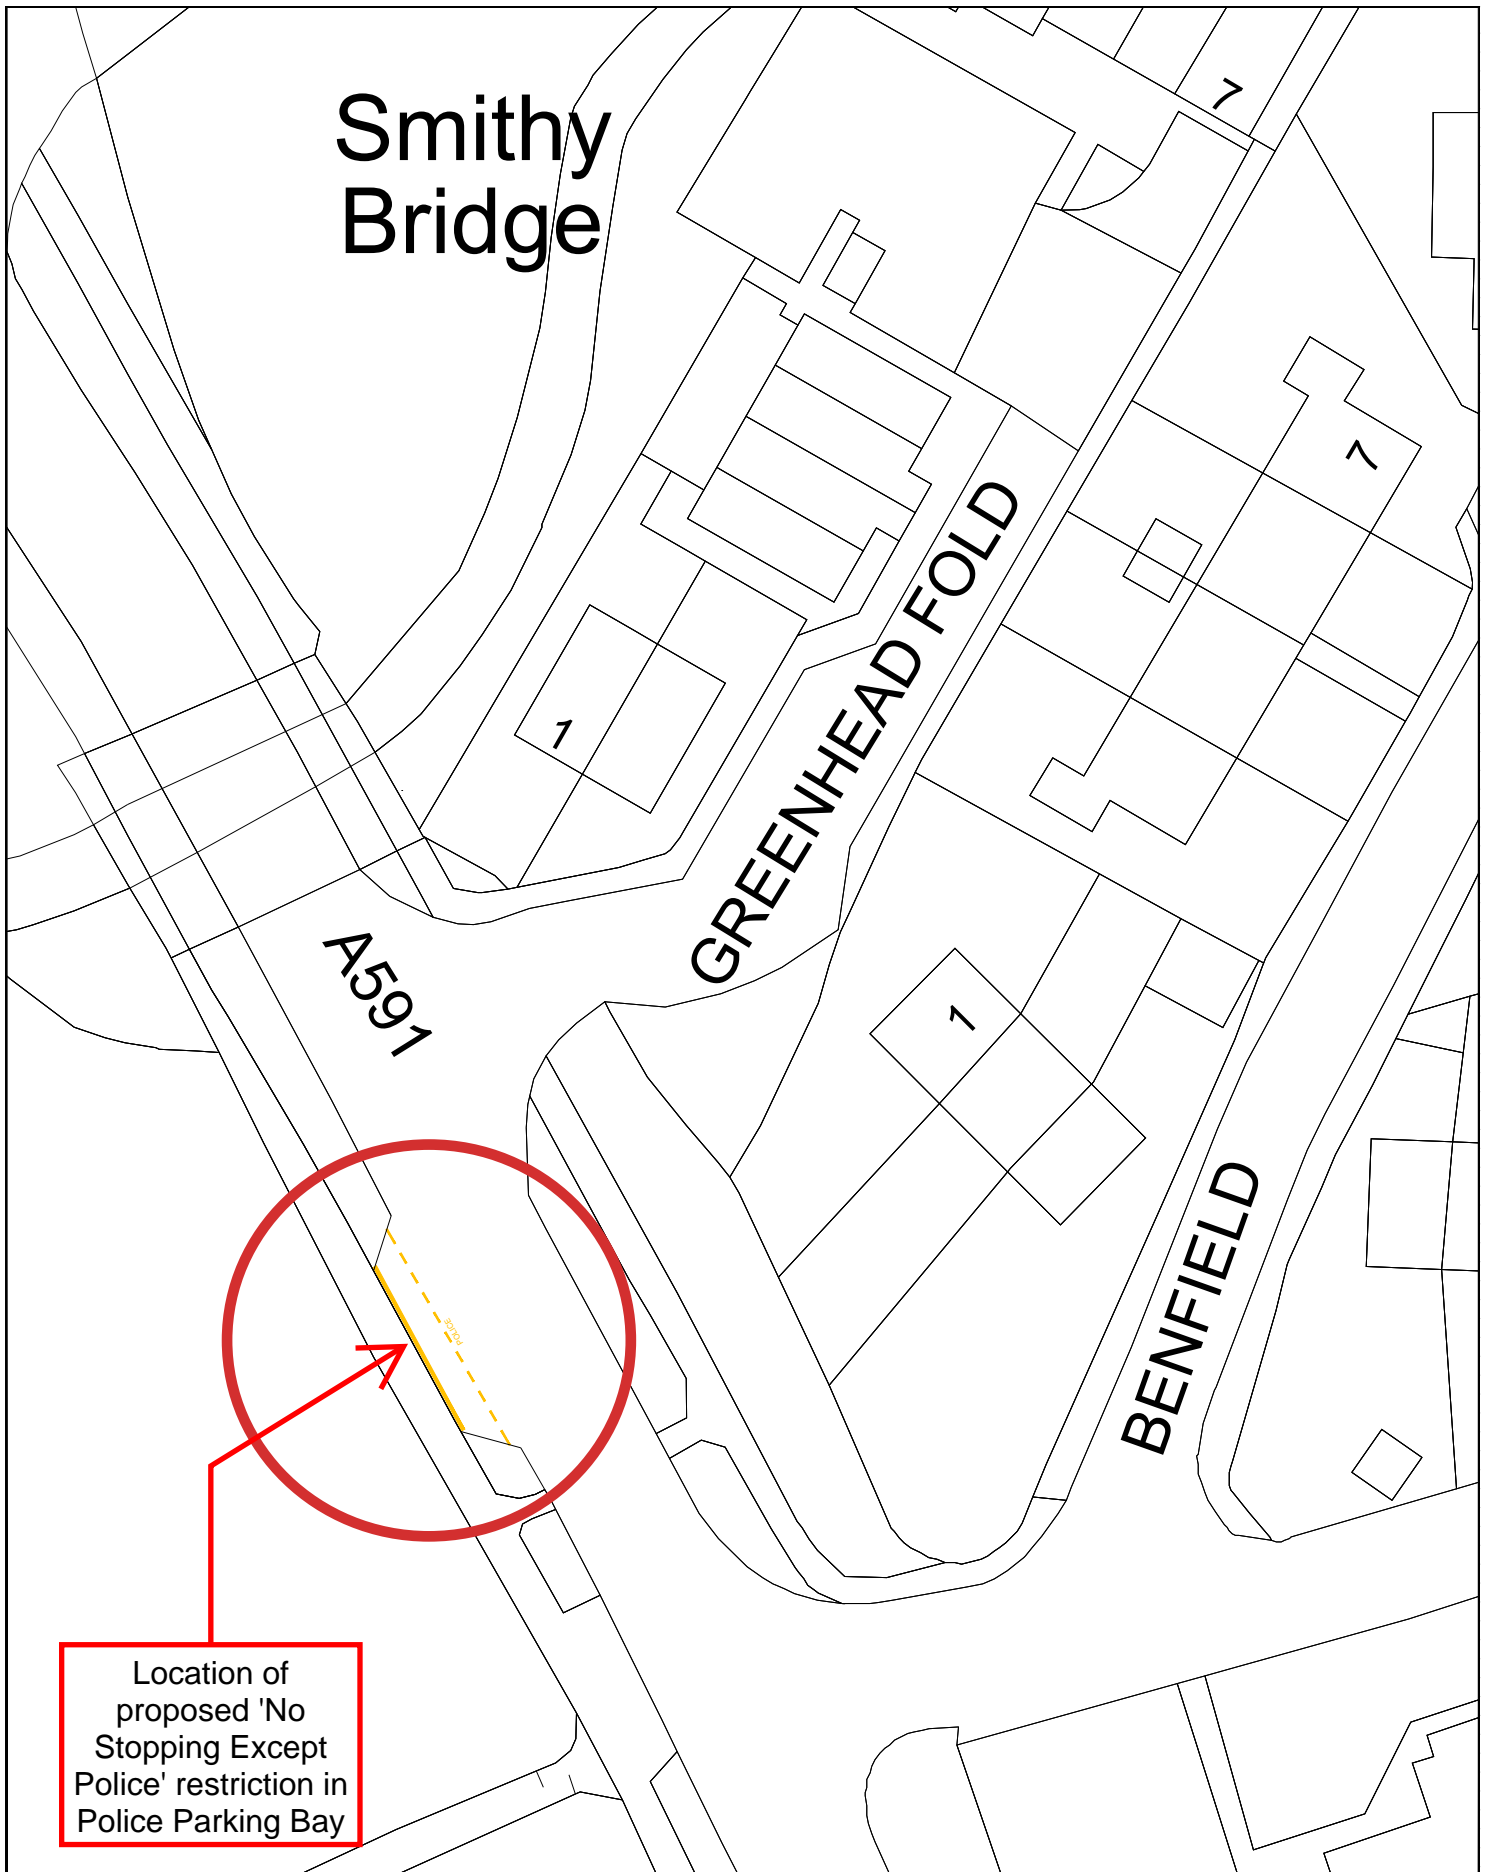 Smithy
Bridge
7
7
GREENHEAD FOLD
1
A591
1
BENFIELD
POLICE
Location of
proposed 'No
Stopping Except
Police' restriction in
Police Parking Bay